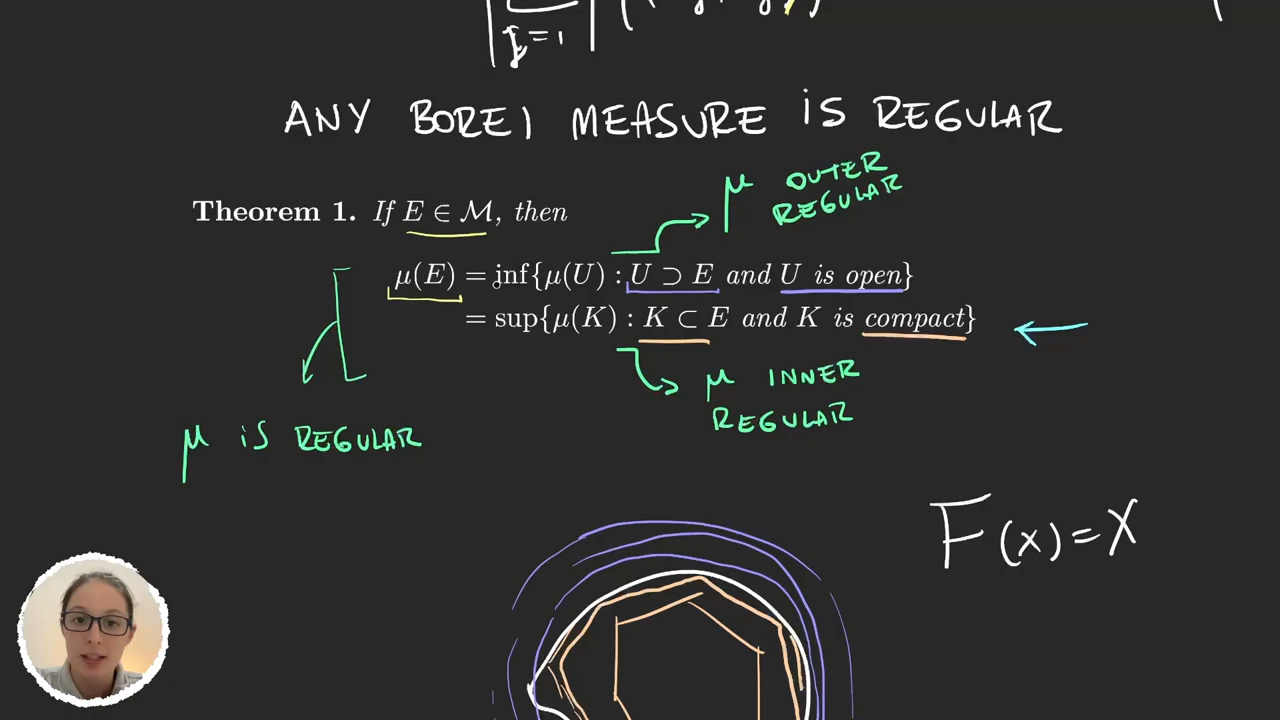 ANY BOREl MEASURE iS REGULAR
μ OUTER
REGULAR
Theorem 1. If E ∈ M, then
μ(E) = inf{μ(U) : U ⊃ E and U is open}
= sup{μ(K) : K ⊂ E and K is compact}
μ INNER
REGULAR
μ iS REGULAR
F(x)=X